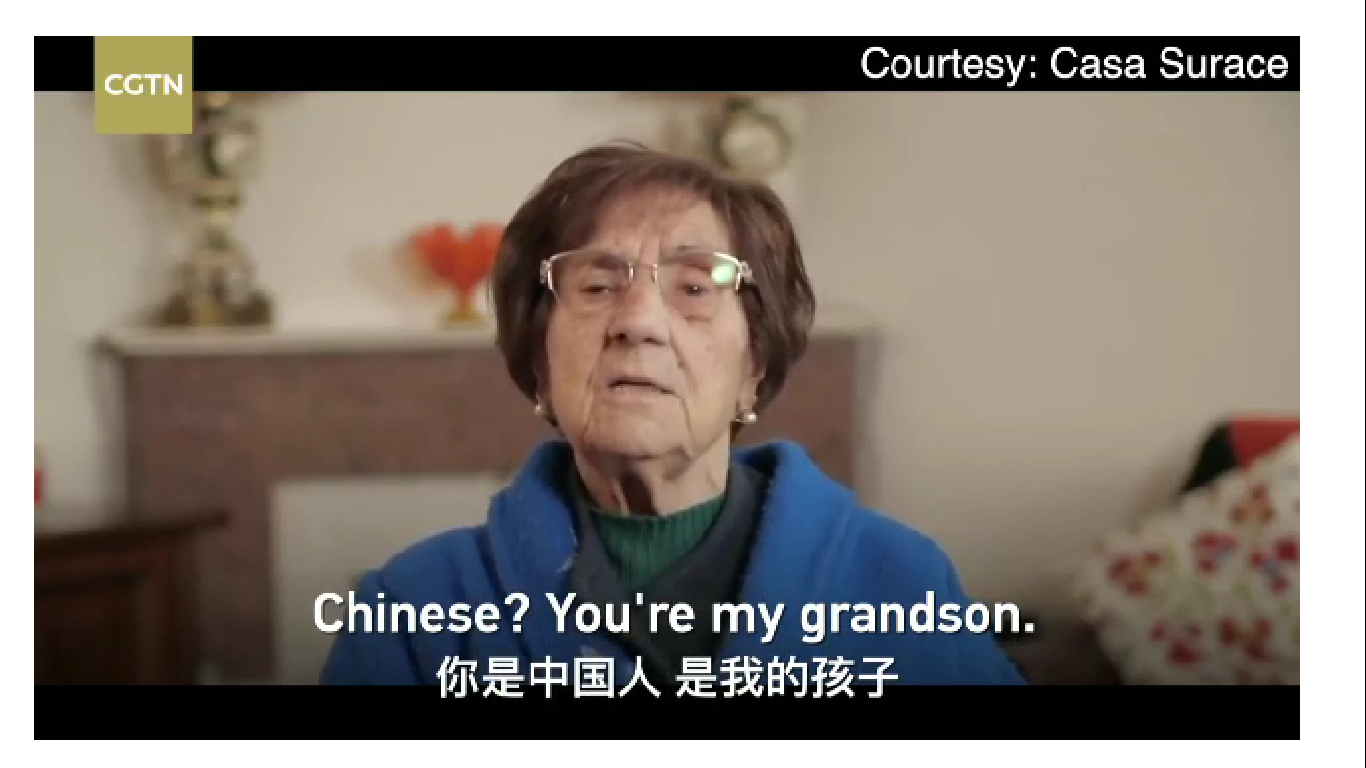 CGTN
Courtesy: Casa Surace
Chinese? You're my grandson.
你是中国人 是我的孩子